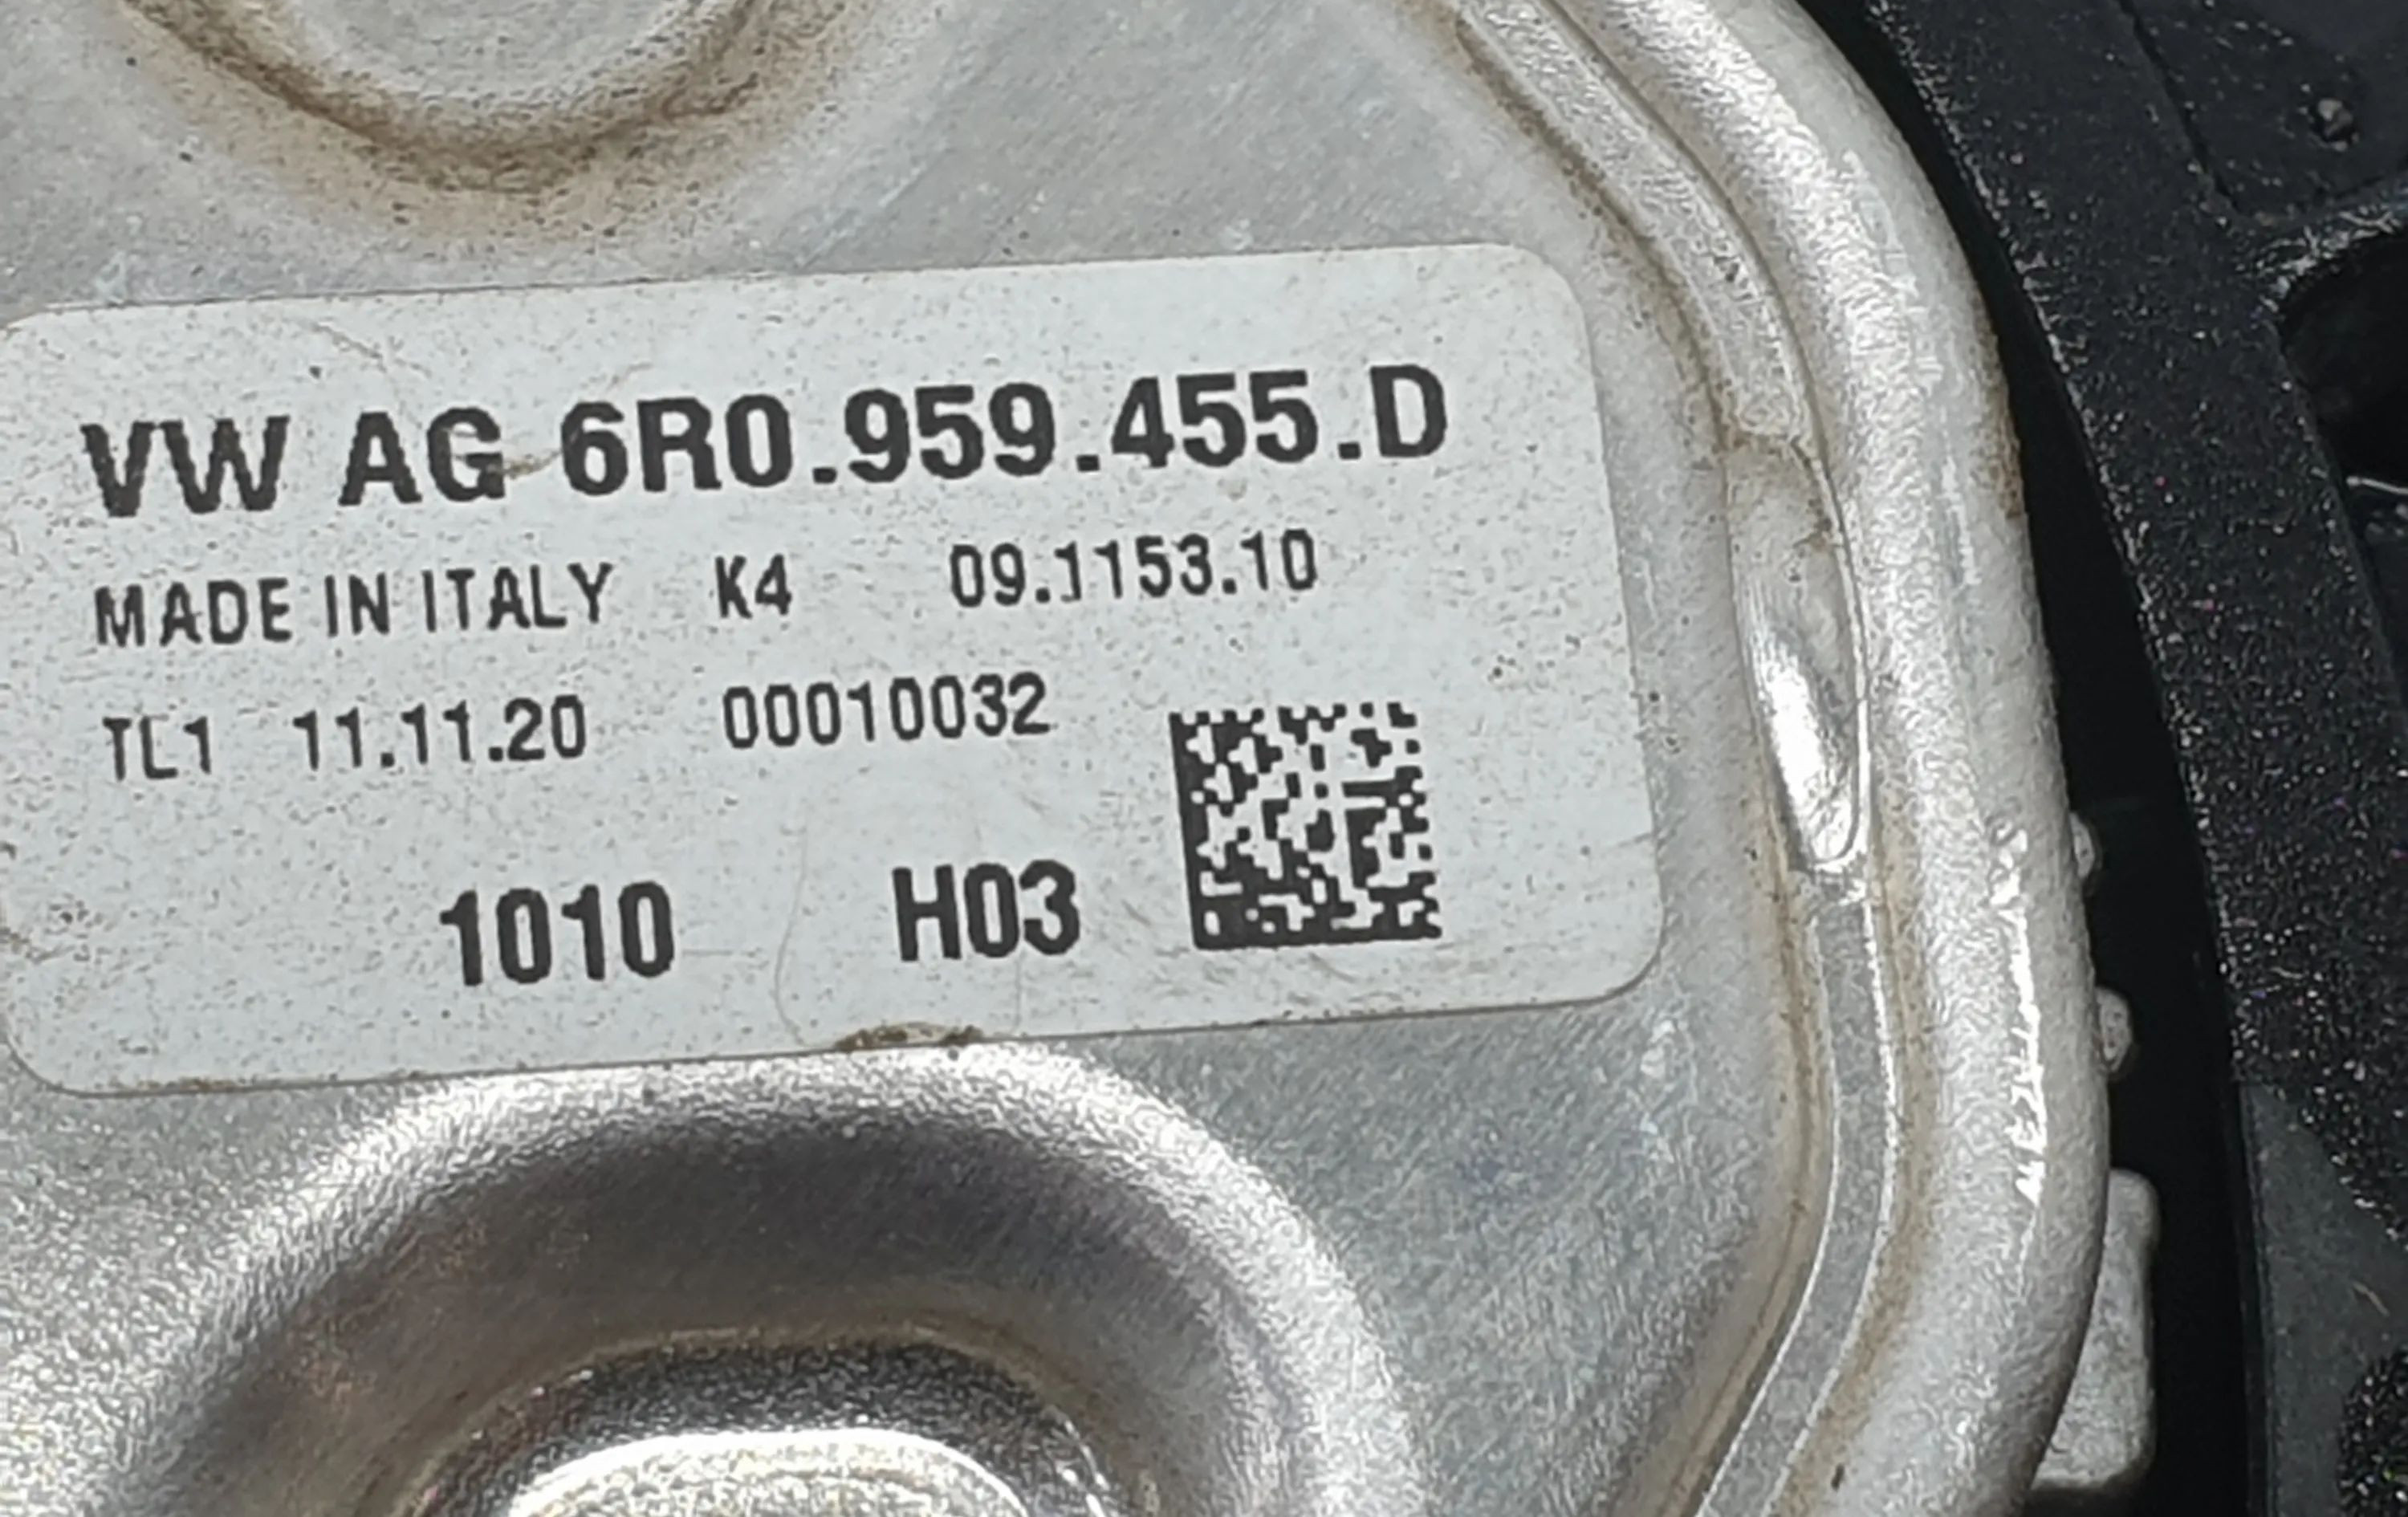 VW AG 6R0.959.455.D
MADE IN ITALY K4 09.1153.10
TL1 11.11.20 00010032
1010 H03